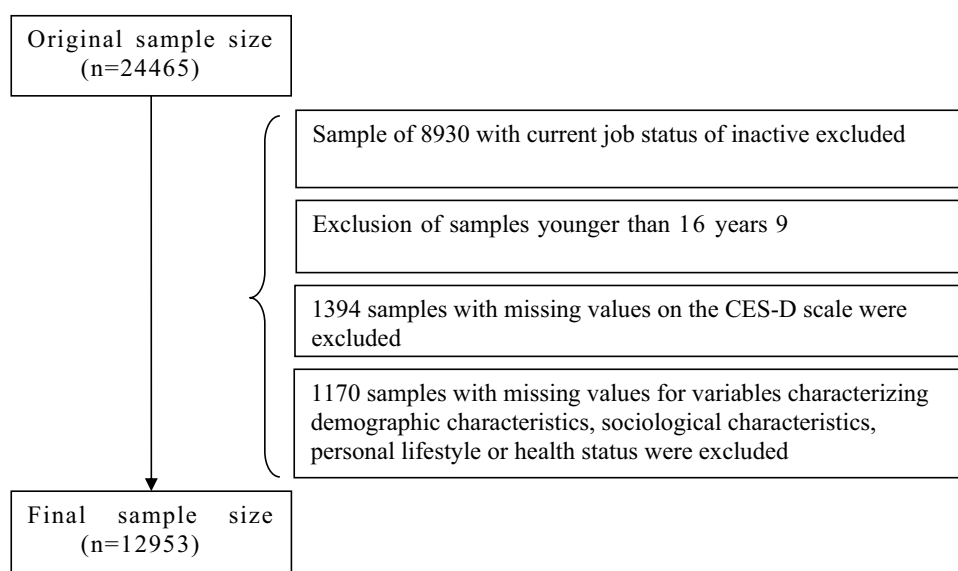 Original sample size
(n=24465)
Sample of 8930 with current job status of inactive excluded
Exclusion of samples younger than 16 years 9
1394 samples with missing values on the CES-D scale were
excluded
1170 samples with missing values for variables characterizing
demographic characteristics, sociological characteristics,
personal lifestyle or health status were excluded
Final sample size
(n=12953)